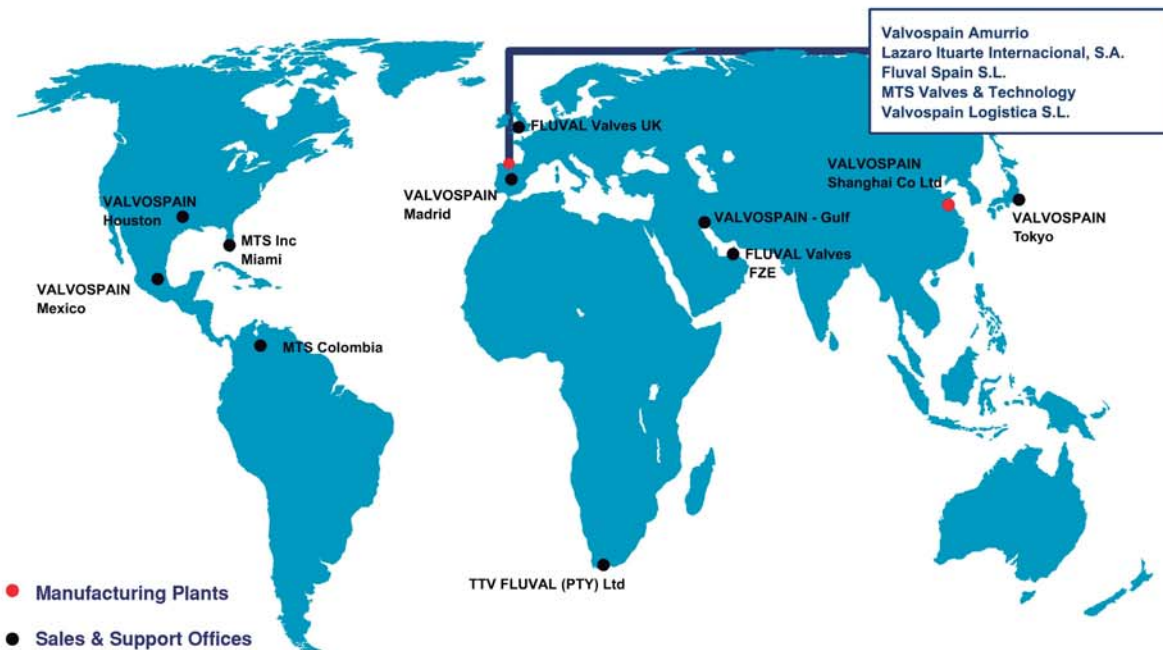 Valvospain Amurrio
Lazaro Ituarte Internacional, S.A.
Fluval Spain S.L.
MTS Valves & Technology
Valvospain Logistica S.L.
FLUVAL Valves UK
VALVOSPAIN
Madrid
VALVOSPAIN
Shanghai Co Ltd
VALVOSPAIN
Tokyo
VALVOSPAIN
Houston
VALVOSPAIN - Gulf
MTS Inc
Miami
FLUVAL Valves
FZE
VALVOSPAIN
Mexico
MTS Colombia
TTV FLUVAL (PTY) Ltd
Manufacturing Plants
Sales & Support Offices